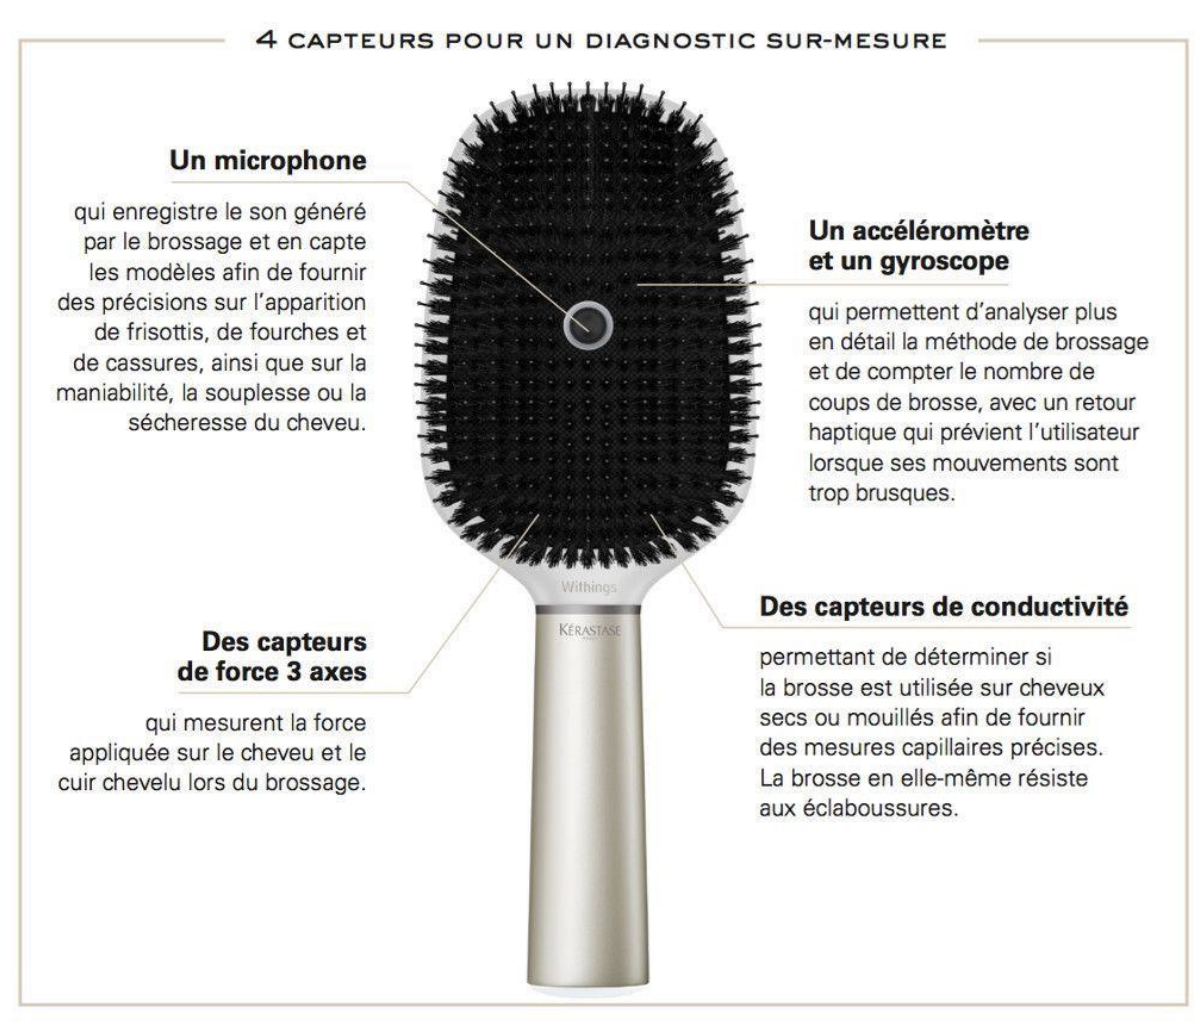 4 CAPTEURS POUR UN DIAGNOSTIC SUR-MESURE
Un microphone
qui enregistre le son généré
par le brossage et en capte
les modèles afin de fournir
des précisions sur l'apparition
de frisottis, de fourches et
de cassures, ainsi que sur la
maniabilité, la souplesse ou la
sécheresse du cheveu.
Un accéléromètre
et un gyroscope
qui permettent d'analyser plus
en détail la méthode de brossage
et de compter le nombre de
coups de brosse, avec un retour
haptique qui prévient l'utilisateur
lorsque ses mouvements sont
trop brusques.
Des capteurs
de force 3 axes
qui mesurent la force
appliquée sur le cheveu et le
cuir chevelu lors du brossage.
Withings
KÉRASTASE
Des capteurs de conductivité
permettant de déterminer si
la brosse est utilisée sur cheveux
secs ou mouillés afin de fournir
des mesures capillaires précises.
La brosse en elle-même résiste
aux éclaboussures.